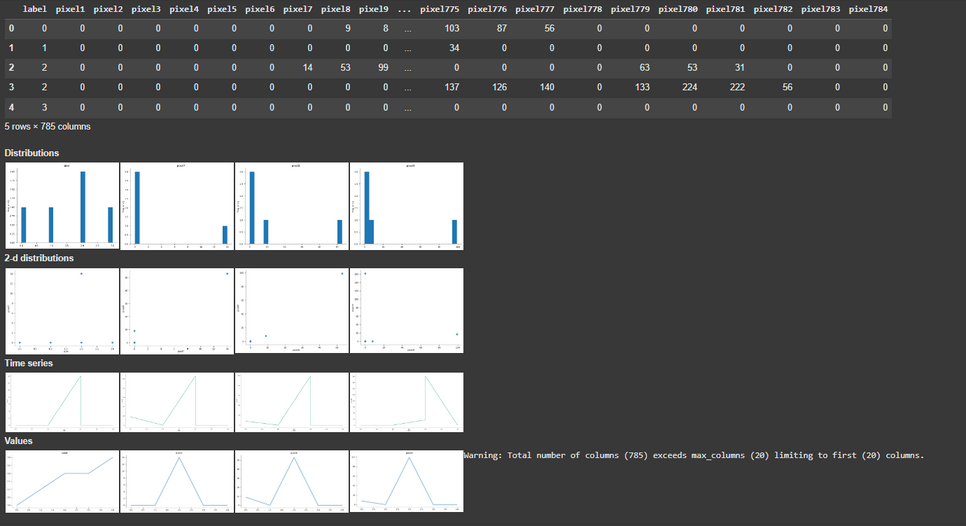 label pixel1 pixel2 pixel3 pixel4 pixel5 pixel6 pixel7 pixel8 pixel9 ... pixel775 pixel776 pixel777 pixel778 pixel779 pixel780 pixel781 pixel782 pixel783 pixel784
0 0 0 0 0 0 0 0 0 9 8 ... 103 87 56 0 0 0 0 0 0 0
1 1 0 0 0 0 0 0 0 0 0 ... 34 0 0 0 0 0 0 0 0 0
2 2 0 0 0 0 0 0 14 53 99 ... 0 0 0 0 63 53 31 0 0 0
3 2 0 0 0 0 0 0 0 0 0 ... 137 126 140 0 133 224 222 56 0 0
4 3 0 0 0 0 0 0 0 0 0 ... 0 0 0 0 0 0 0 0 0 0
5 rows × 785 columns
Distributions
2-d distributions
Time series
Values
Warning: Total number of columns (785) exceeds max_columns (20) limiting to first (20) columns.